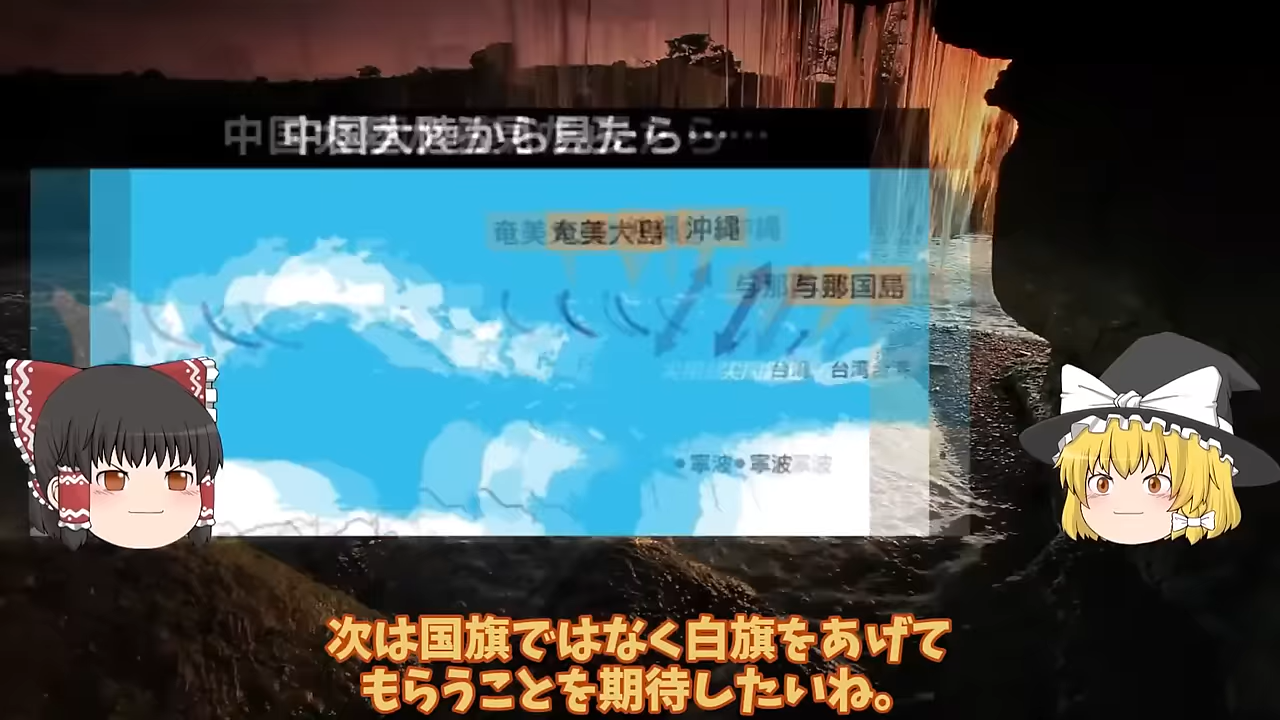 中国大陸から見たら…
奄美大島 沖縄
与那国島
台湾
寧波
次は国旗ではなく白旗をあげて
もらうことを期待したいね。